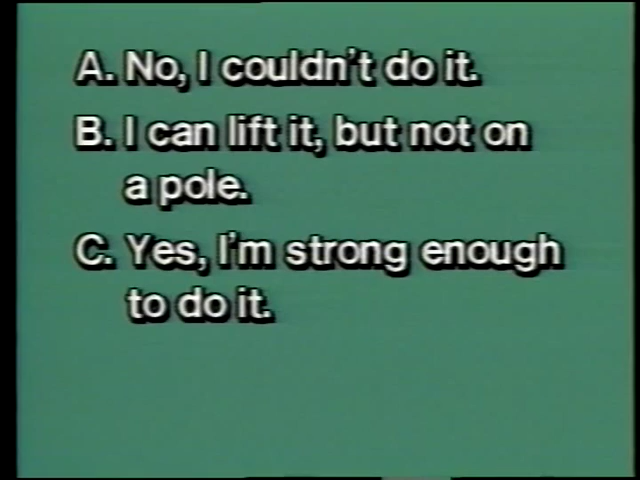 A. No, I couldn't do it.
B. I can lift it, but not on
a pole.
C. Yes, I'm strong enough
to do it.